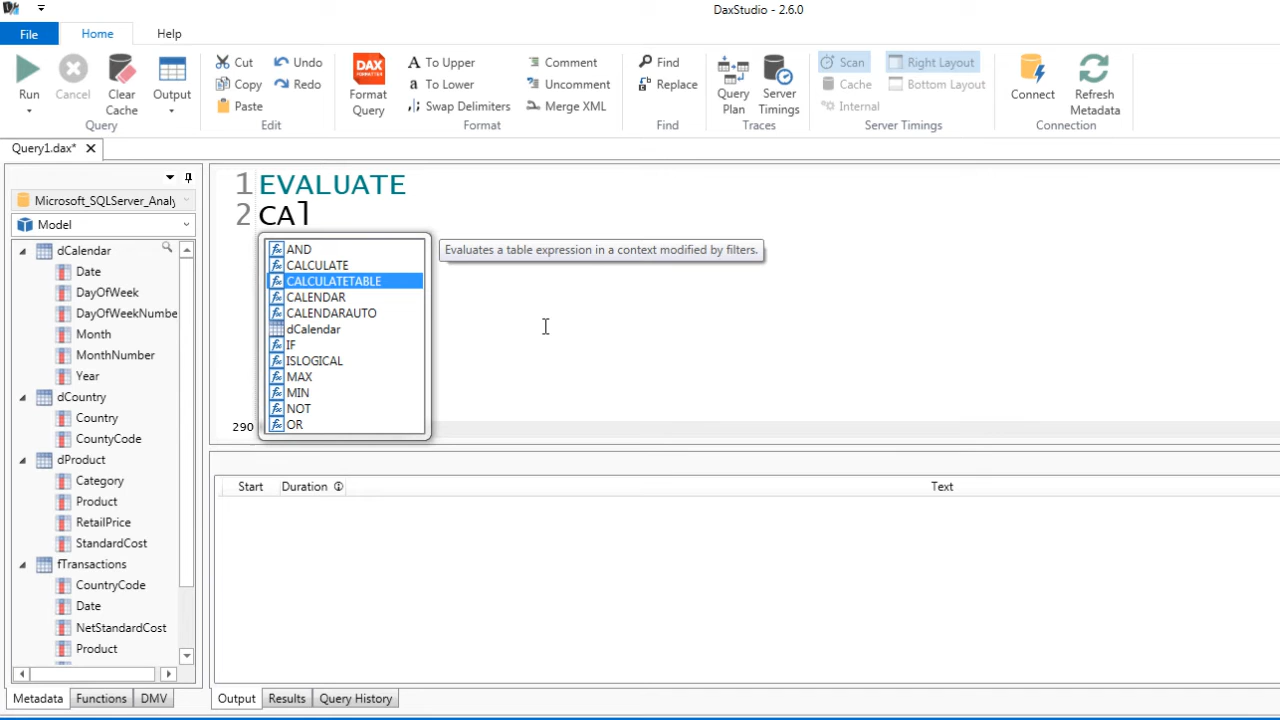 DaxStudio - 2.6.0
File Home Help
Run
Cancel
Clear Cache
Output
Query
Cut
Copy
Paste
Undo
Redo
Edit
DAX FORMATTER
Format Query
To Upper
To Lower
Swap Delimiters
Comment
Uncomment
Merge XML
Format
Find
Replace
Find
Query Plan
Server Timings
Traces
Scan
Cache
Internal
Right Layout
Bottom Layout
Server Timings
Connect
Refresh Metadata
Connection
Query1.dax*
Microsoft_SQLServer_Analy
Model
dCalendar
Date
DayOfWeek
DayOfWeekNumbe
Month
MonthNumber
Year
dCountry
Country
CountyCode
dProduct
Category
Product
RetailPrice
StandardCost
fTransactions
CountryCode
Date
NetStandardCost
Product
Metadata Functions DMV
1 EVALUATE
2 CAl
AND
CALCULATE
CALCULATETABLE
CALENDAR
CALENDARAUTO
dCalendar
IF
ISLOGICAL
MAX
MIN
NOT
OR
Evaluates a table expression in a context modified by filters.
290
Start Duration Text
Output Results Query History